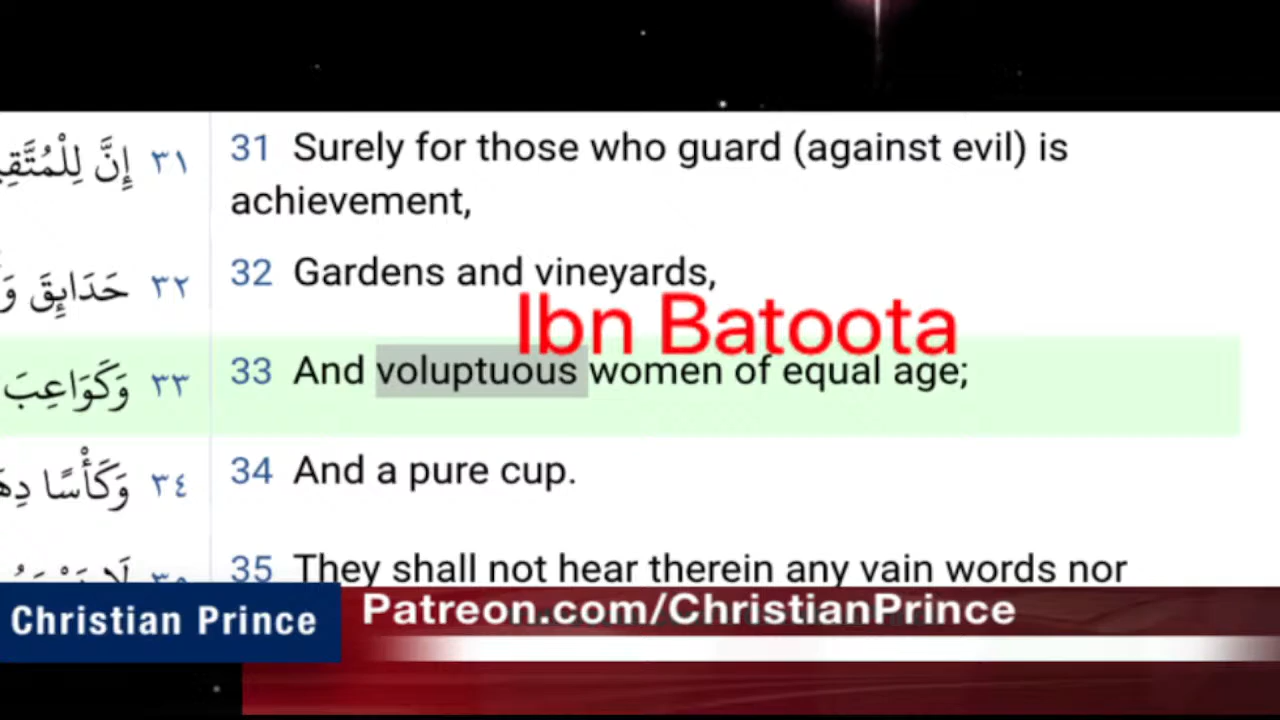 ٣١ إِنَّ
31 Surely for those who guard (against evil) is
achievement,
٣٢ حَدَائِقَ
32 Gardens and vineyards,
Ibn Batoota
٣٣ وَكَوَاعِبَ
33 And voluptuous women of equal age;
٣٤ وَكَأْسًا
34 And a pure cup.
35 They shall not hear therein any vain words nor
Christian Prince
Patreon.com/ChristianPrince